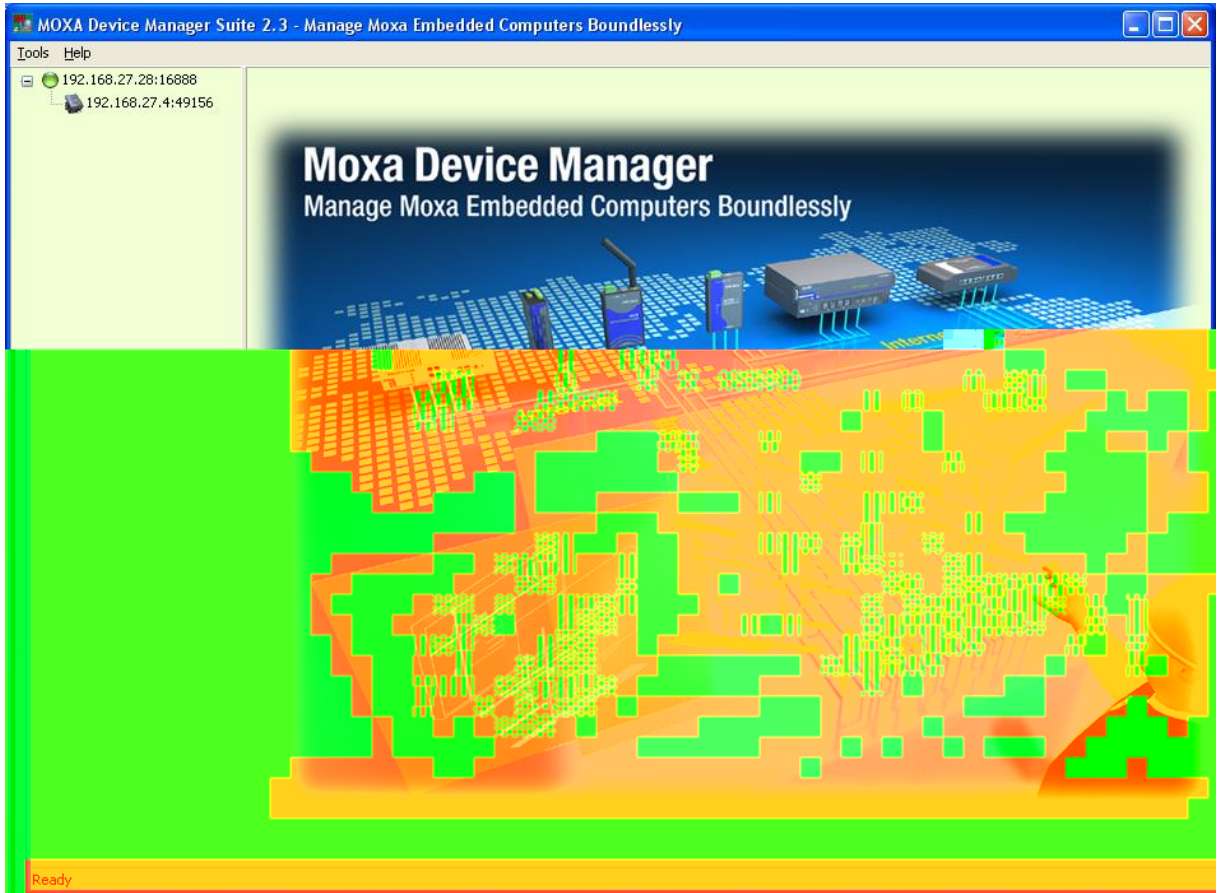 MOXA Device Manager Suite 2.3 - Manage Moxa Embedded Computers Boundlessly
Tools Help
192.168.27.28:16888
192.168.27.4:49156
Moxa Device Manager
Manage Moxa Embedded Computers Boundlessly
Ready